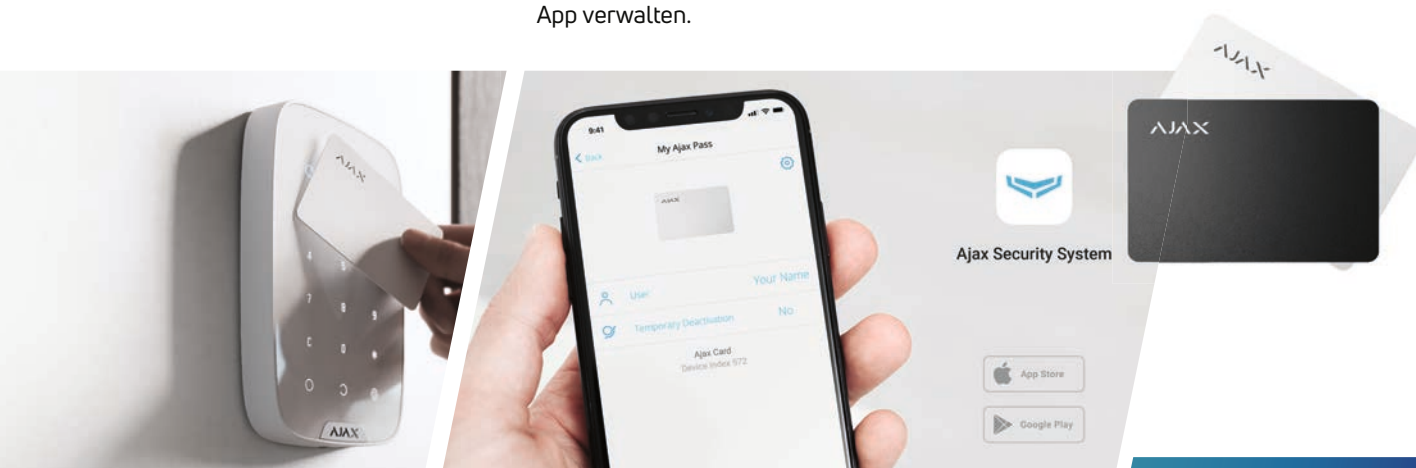 App verwalten.
AJAX
AJAX
9:41
Back
My Ajax Pass
AJAX
User
Your Name
Temporary Deactivation
No
Ajax Card
Device Index 572
Ajax Security System
App Store
Google Play
AJAX
AJAX